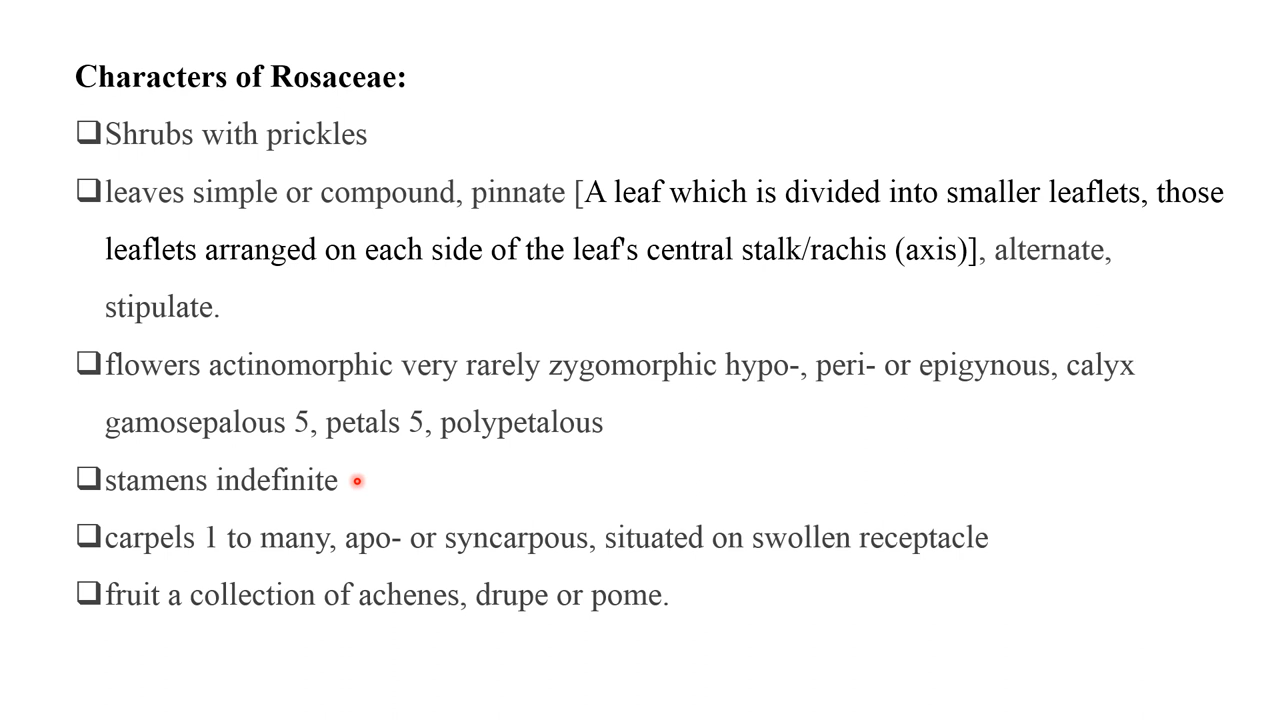 Characters of Rosaceae:
❑Shrubs with prickles
❑leaves simple or compound, pinnate [A leaf which is divided into smaller leaflets, those
leaflets arranged on each side of the leaf's central stalk/rachis (axis)], alternate,
stipulate.
❑flowers actinomorphic very rarely zygomorphic hypo-, peri- or epigynous, calyx
gamosepalous 5, petals 5, polypetalous
❑stamens indefinite
❑carpels 1 to many, apo- or syncarpous, situated on swollen receptacle
❑fruit a collection of achenes, drupe or pome.